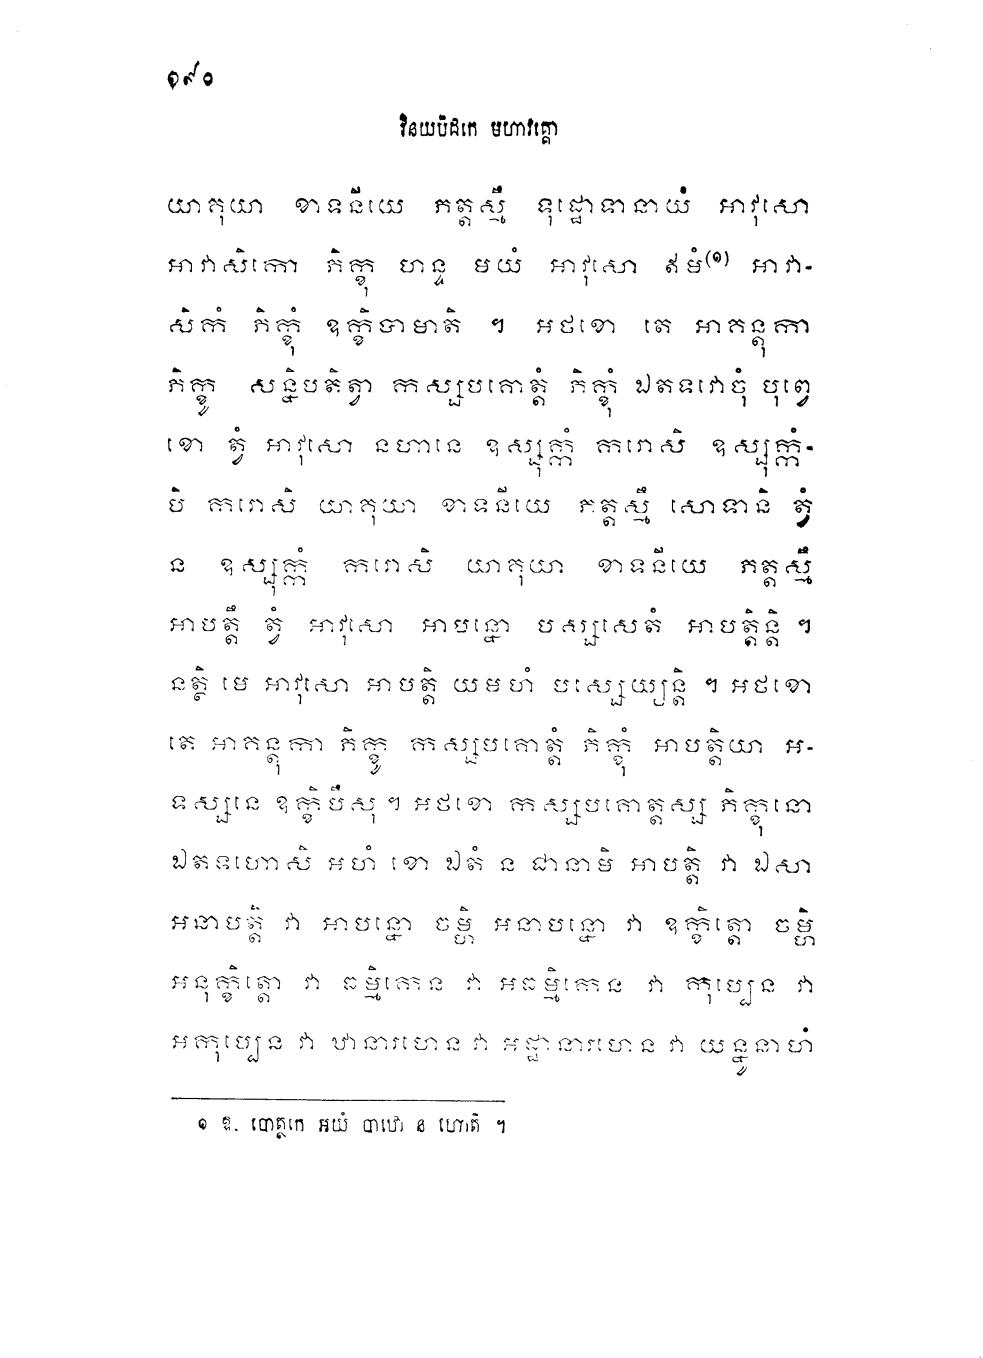 ១៩០
វិនយបិដកេ មហាវគ្គោ
យាគុយា ខាទនីយេ ភត្តស្មឹ ទុដ្ឋោទានាយំ អាវុសោ
អាវាសិកោ ភិក្ខុ ហន្ទ មយំ អាវុសោ ឥមំ(១) អាវា-
សិកំ ភិក្ខុំ ឧក្ខិបាមាតិ ។ អថខោ តេ អាគន្តុកា
ភិក្ខូ សន្និបតិត្វា កស្សបគោត្តំ ភិក្ខុំ ឯតទវោចុំ បុព្វេ
ខោ ត្វំ អាវុសោ នហានេ ឧស្សុក្កំ ករោសិ ឧស្សុក្កំ-
បិ ករោសិ យាគុយា ខាទនីយេ ភត្តស្មឹ សោទានិ ត្វំ
ន ឧស្សុក្កំ ករោសិ យាគុយា ខាទនីយេ ភត្តស្មឹ
អាបត្តឹ ត្វំ អាវុសោ អាបន្នោ បស្សសេតំ អាបត្តិន្តិ ។
នត្ថិ មេ អាវុសោ អាបត្តិ យមហំ បស្សេយ្យន្តិ ។ អថខោ
តេ អាគន្តុកា ភិក្ខូ កស្សបគោត្តំ ភិក្ខុំ អាបត្តិយា អ-
ទស្សនេ ឧក្ខិបឹសុ ។ អថខោ កស្សបគោត្តស្ស ភិក្ខុនោ
ឯតទហោសិ អហំ ខោ ឯតំ ន ជានាមិ អាបត្តិ វា ឯសា
អនាបត្តិ វា អាបន្នោ ចម្ហិ អនាបន្នោ វា ឧក្ខិត្តោ ចម្ហិ
អនុក្ខិត្តោ វា ធម្មិកេន វា អធម្មិកេន វា កុប្បេន វា
អកុប្បេន វា ឋានារហេន វា អដ្ឋានារហេន វា យន្នូនាហំ
១ ឱ. បោត្ថកេ អយំ បាឋោ ន ហោតិ ។